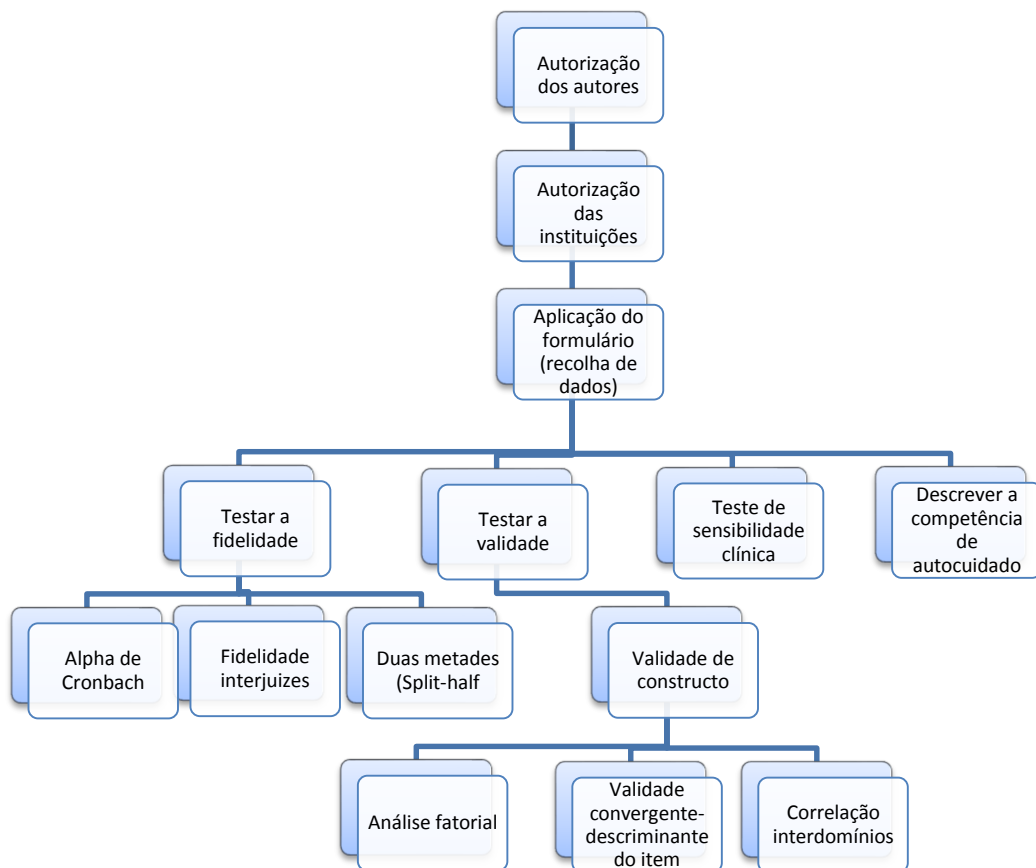 Autorização
dos autores
Autorização
das
instituições
Aplicação do
formulário
(recolha de
dados)
Testar a
fidelidade
Testar a
validade
Teste de
sensibilidade
clínica
Descrever a
competência
de
autocuidado
Alpha de
Cronbach
Fidelidade
interjuizes
Duas metades
(Split-half
Validade de
constructo
Análise fatorial
Validade
convergente-
descriminante
do item
Correlação
interdomínios